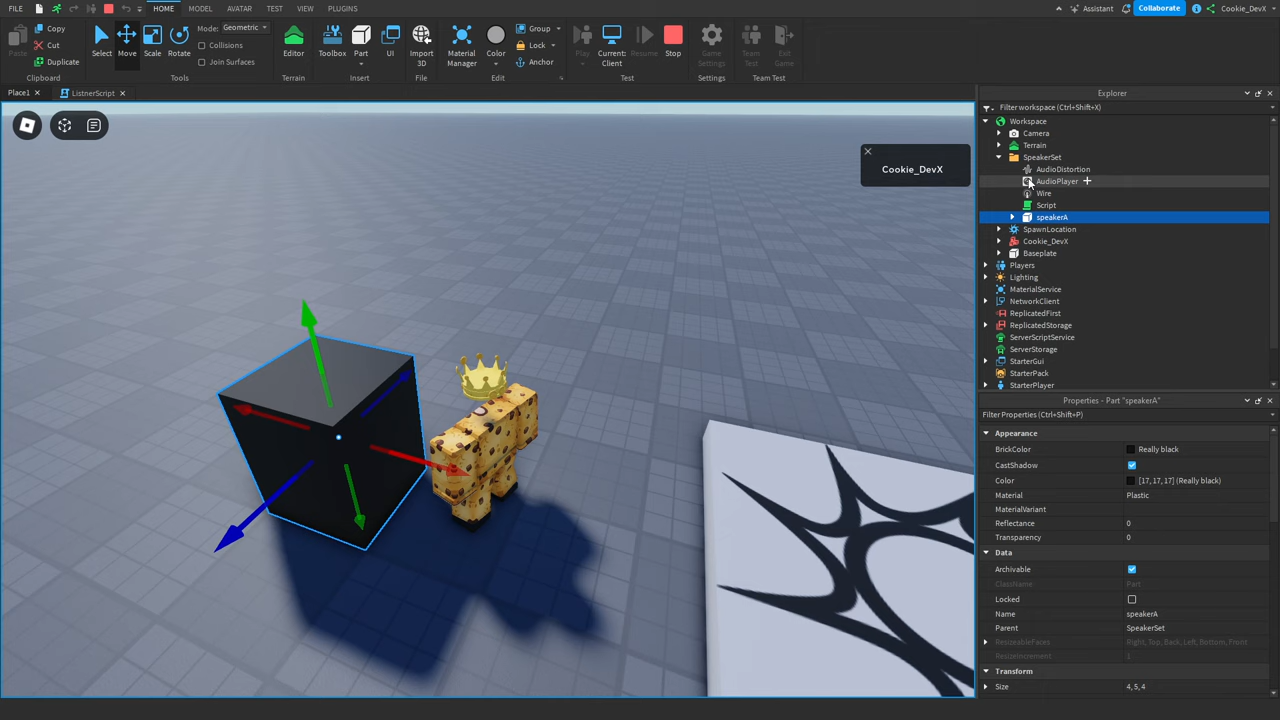 FILE HOME MODEL AVATAR TEST VIEW PLUGINS Assistant Collaborate Cookie_DevX
Paste Copy Cut Duplicate Clipboard
Select Move Scale Rotate Mode: Geometric Collisions Join Surfaces Tools
Editor Terrain
Toolbox Part UI Insert
Import 3D File
Material Manager Color Group Lock Anchor Edit
Play Current: Client Resume Stop Test
Game Settings Settings
Team Test Exit Game Team Test
Place1 ListnerScript
Cookie_DevX
Explorer
Filter workspace (Ctrl+Shift+X)
Workspace
Camera
Terrain
SpeakerSet
AudioDistortion
AudioPlayer
Wire
Script
speakerA
SpawnLocation
Cookie_DevX
Baseplate
Players
Lighting
MaterialService
NetworkClient
ReplicatedFirst
ReplicatedStorage
ServerScriptService
ServerStorage
StarterGui
StarterPack
StarterPlayer
Properties - Part "speakerA"
Filter Properties (Ctrl+Shift+P)
Appearance
BrickColor Really black
CastShadow
Color [17, 17, 17] (Really black)
Material Plastic
MaterialVariant
Reflectance 0
Transparency 0
Data
Archivable
ClassName Part
Locked
Name speakerA
Parent SpeakerSet
ResizeableFaces Right, Top, Back, Left, Bottom, Front
ResizeIncrement 1
Transform
Size 4, 5, 4